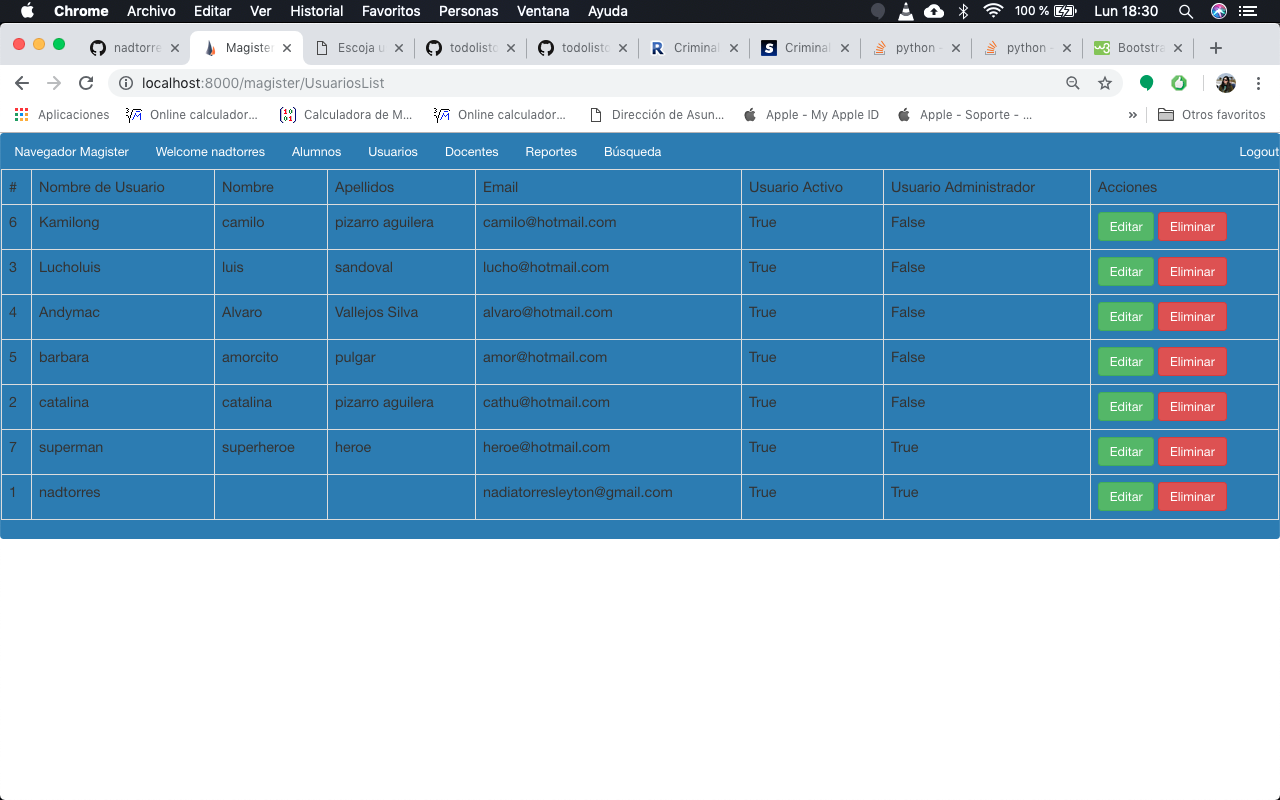 Chrome Archivo Editar Ver Historial Favoritos Personas Ventana Ayuda 100 % Lun 18:30
nadtorre Magister Escoja u todolisto todolisto Criminal Criminal python - python - Bootstra
localhost:8000/magister/UsuariosList
Aplicaciones Online calculador... Calculadora de M... Online calculador... Dirección de Asun... Apple - My Apple ID Apple - Soporte - ... » Otros favoritos
Navegador Magister Welcome nadtorres Alumnos Usuarios Docentes Reportes Búsqueda Logout
# Nombre de Usuario Nombre Apellidos Email Usuario Activo Usuario Administrador Acciones
6 Kamilong camilo pizarro aguilera camilo@hotmail.com True False Editar Eliminar
3 Lucholuis luis sandoval lucho@hotmail.com True False Editar Eliminar
4 Andymac Alvaro Vallejos Silva alvaro@hotmail.com True False Editar Eliminar
5 barbara amorcito pulgar amor@hotmail.com True False Editar Eliminar
2 catalina catalina pizarro aguilera cathu@hotmail.com True False Editar Eliminar
7 superman superheroe heroe heroe@hotmail.com True True Editar Eliminar
1 nadtorres nadiatorresleyton@gmail.com True True Editar Eliminar